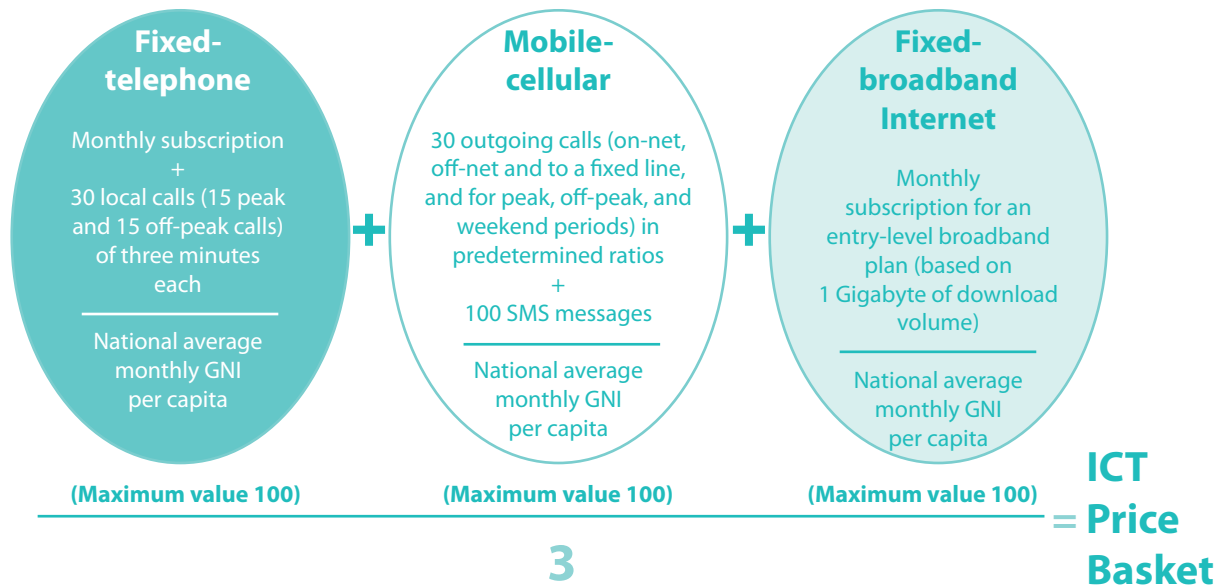 Fixed-
telephone
Monthly subscription
+
30 local calls (15 peak
and 15 off-peak calls)
of three minutes
each
National average
monthly GNI
per capita
(Maximum value 100)
+
Mobile-
cellular
30 outgoing calls (on-net,
off-net and to a fixed line,
and for peak, off-peak, and
weekend periods) in
predetermined ratios
+
100 SMS messages
National average
monthly GNI
per capita
(Maximum value 100)
+
Fixed-
broadband
Internet
Monthly
subscription for an
entry-level broadband
plan (based on
1 Gigabyte of download
volume)
National average
monthly GNI
per capita
(Maximum value 100)
3
=
ICT
Price
Basket